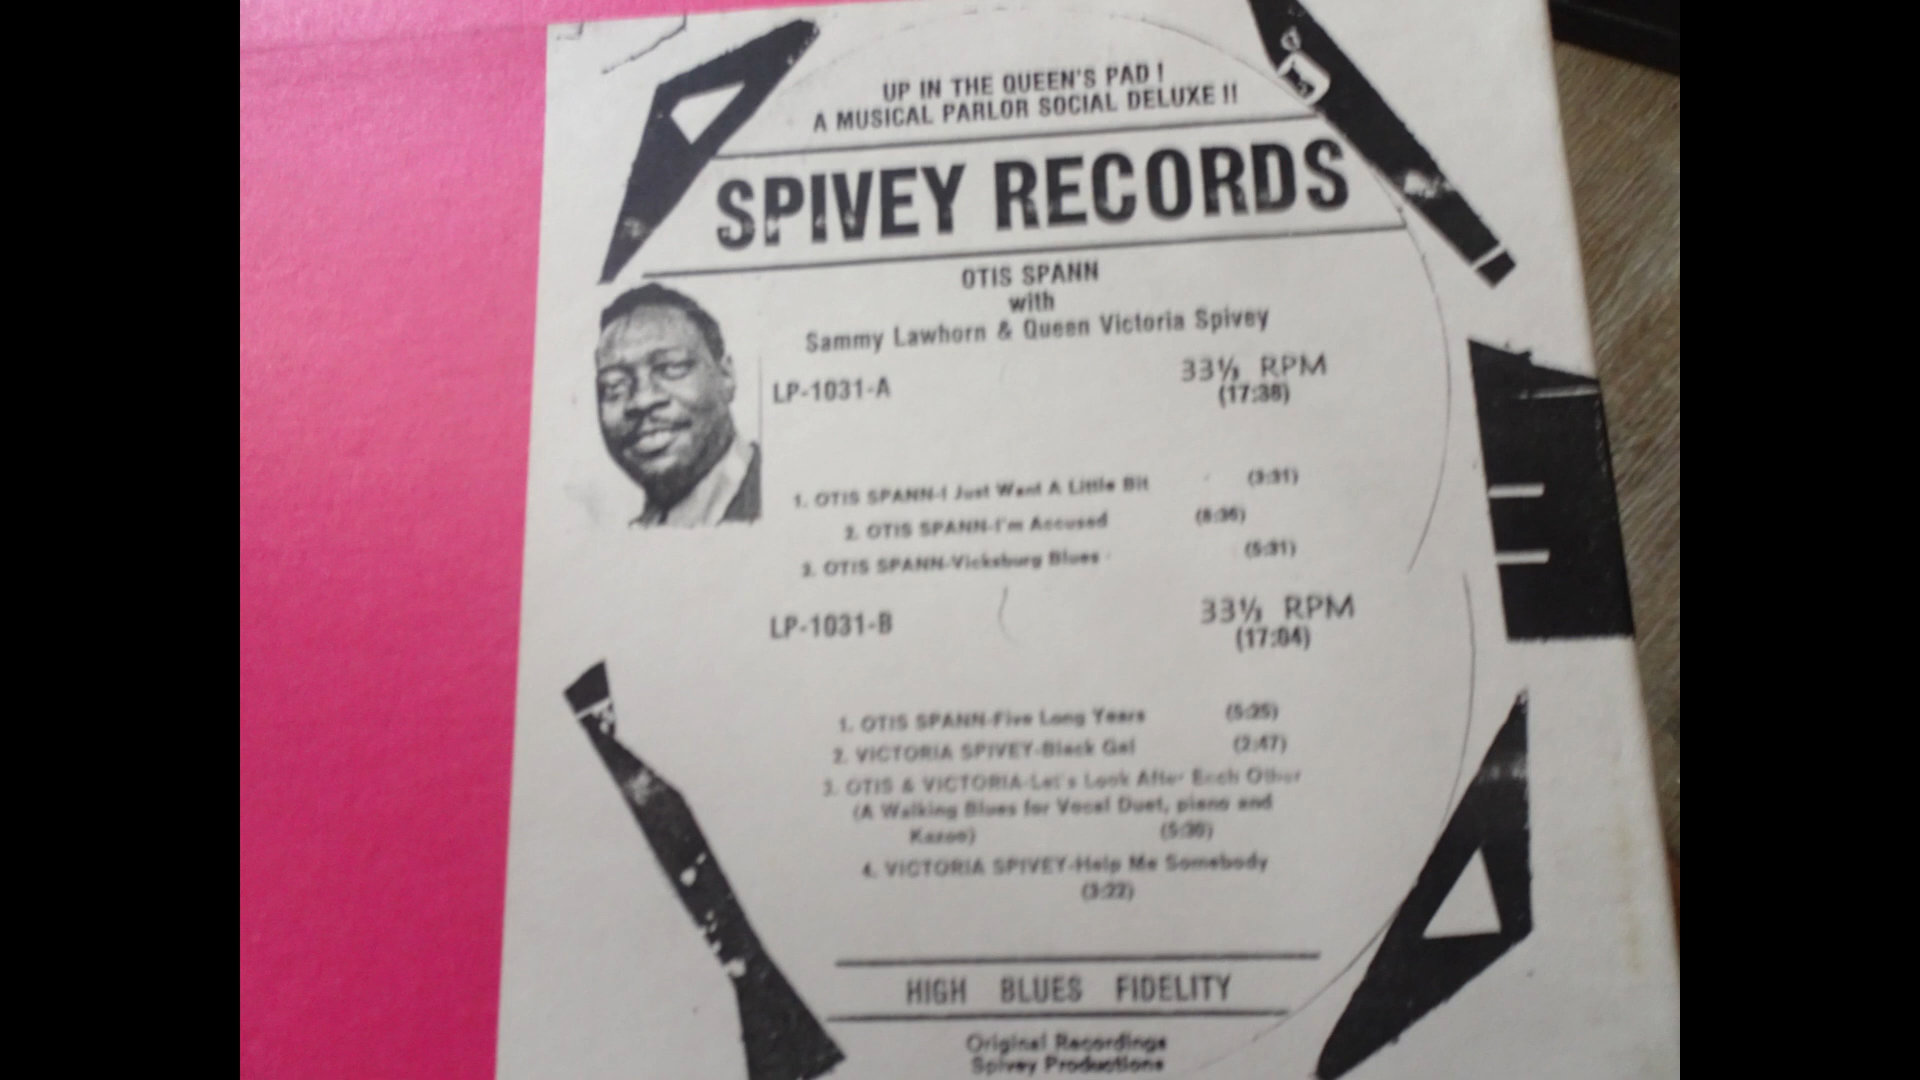 UP IN THE QUEEN'S PAD !
A MUSICAL PARLOR SOCIAL DELUXE !!
SPIVEY RECORDS
OTIS SPANN
with
Sammy Lawhorn & Queen Victoria Spivey
LP-1031-A 33⅓ RPM
(17:38)
1. OTIS SPANN-I Just Want A Little Bit (3:31)
2. OTIS SPANN-I'm Accused (8:36)
3. OTIS SPANN-Vicksburg Blues (5:31)
LP-1031-B 33⅓ RPM
(17:04)
1. OTIS SPANN-Five Long Years (5:25)
2. VICTORIA SPIVEY-Black Gal (2:47)
3. OTIS & VICTORIA-Let's Look After Each Other
(A Walking Blues for Vocal Duet, piano and
Kazoo) (5:30)
4. VICTORIA SPIVEY-Help Me Somebody
(3:22)
HIGH BLUES FIDELITY
Original Recordings
Spivey Productions